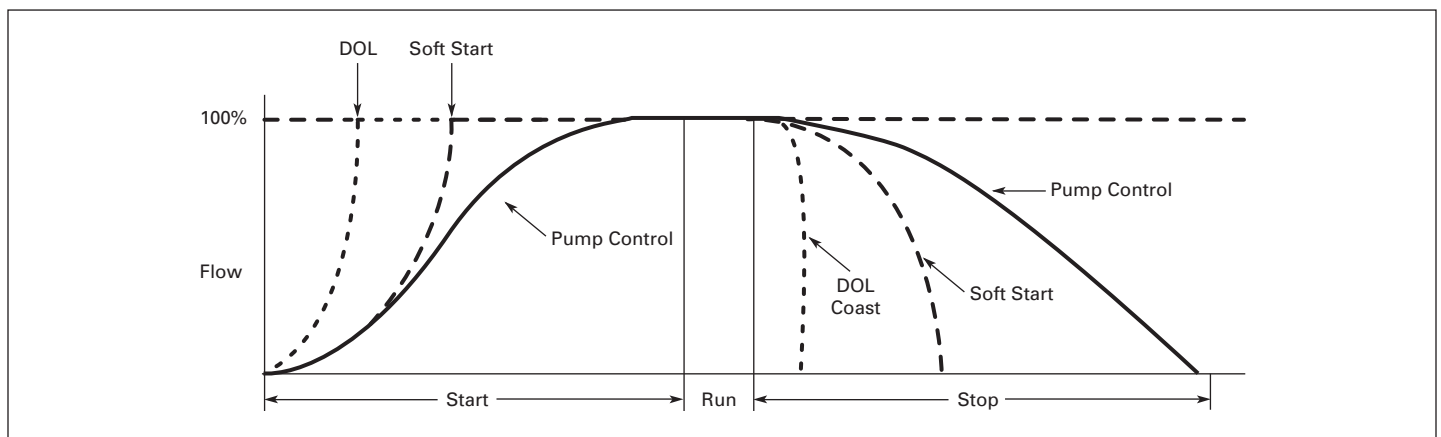 DOL
Soft Start
100%
Pump Control
Pump Control
Flow
DOL
Coast
Soft Start
Start
Run
Stop